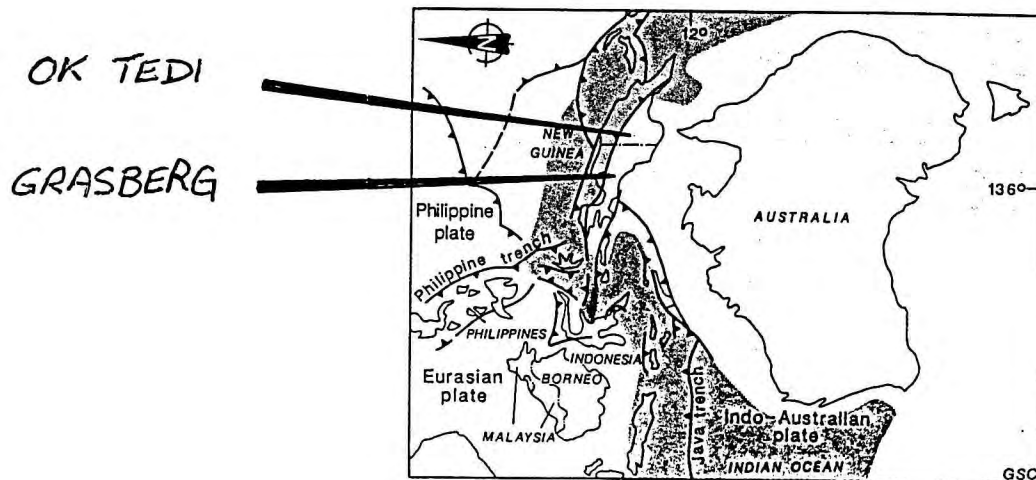 OK TEDI
GRASBERG
N
12°
NEW
GUINEA
136°
AUSTRALIA
Philippine
plate
Philippine trench
PHILIPPINES
INDONESIA
Eurasian
plate
BORNEO
MALAYSIA
Java trench
Indo-Australian
plate
INDIAN OCEAN
GSC